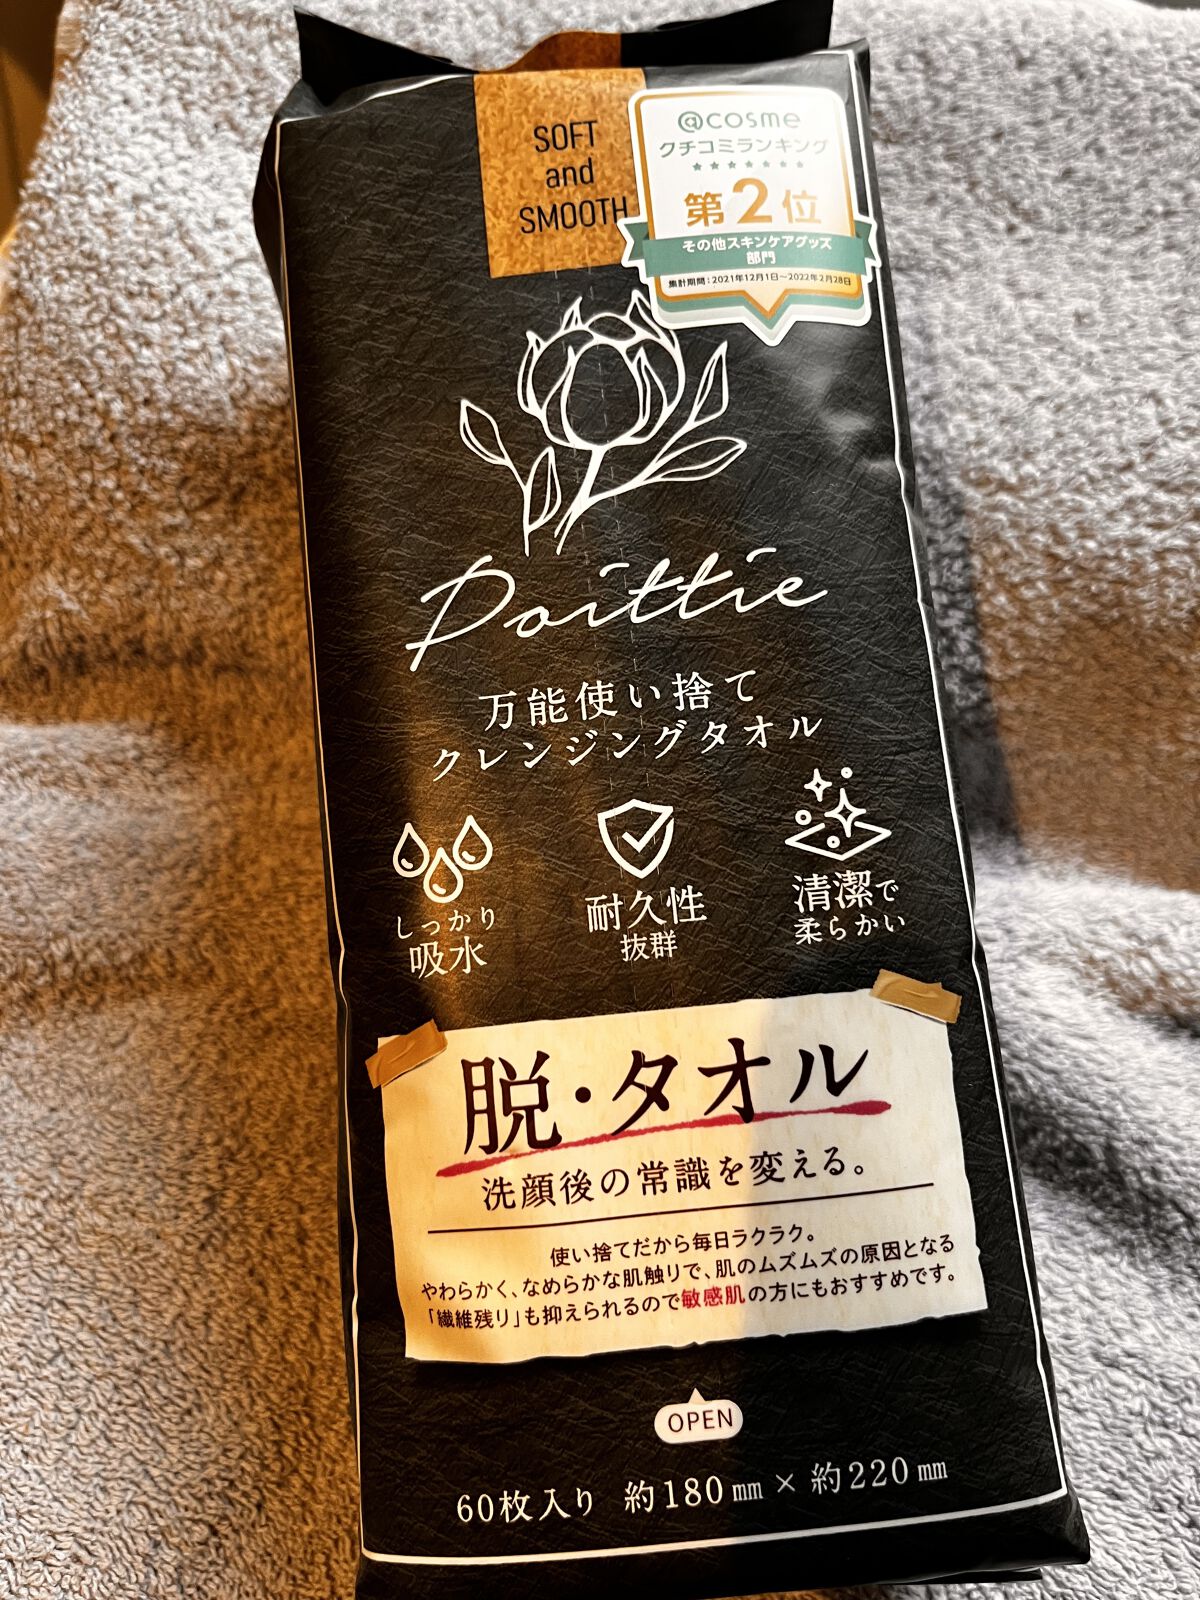 SOFT
and
SMOOTH
@cosme
クチコミランキング
第2位
その他スキンケアグッズ
部門
集計期間:2021年12月1日~2022年2月28日
Poittie
万能使い捨て
クレンジングタオル
しっかり
吸水
耐久性
抜群
清潔で
柔らかい
脱・タオル
洗顔後の常識を変える。
使い捨てだから毎日ラクラク。
やわらかく、なめらかな肌触りで、肌のムズムズの原因となる
「繊維残り」も抑えられるので敏感肌の方にもおすすめです。
OPEN
60枚入り 約180㎜×約220㎜